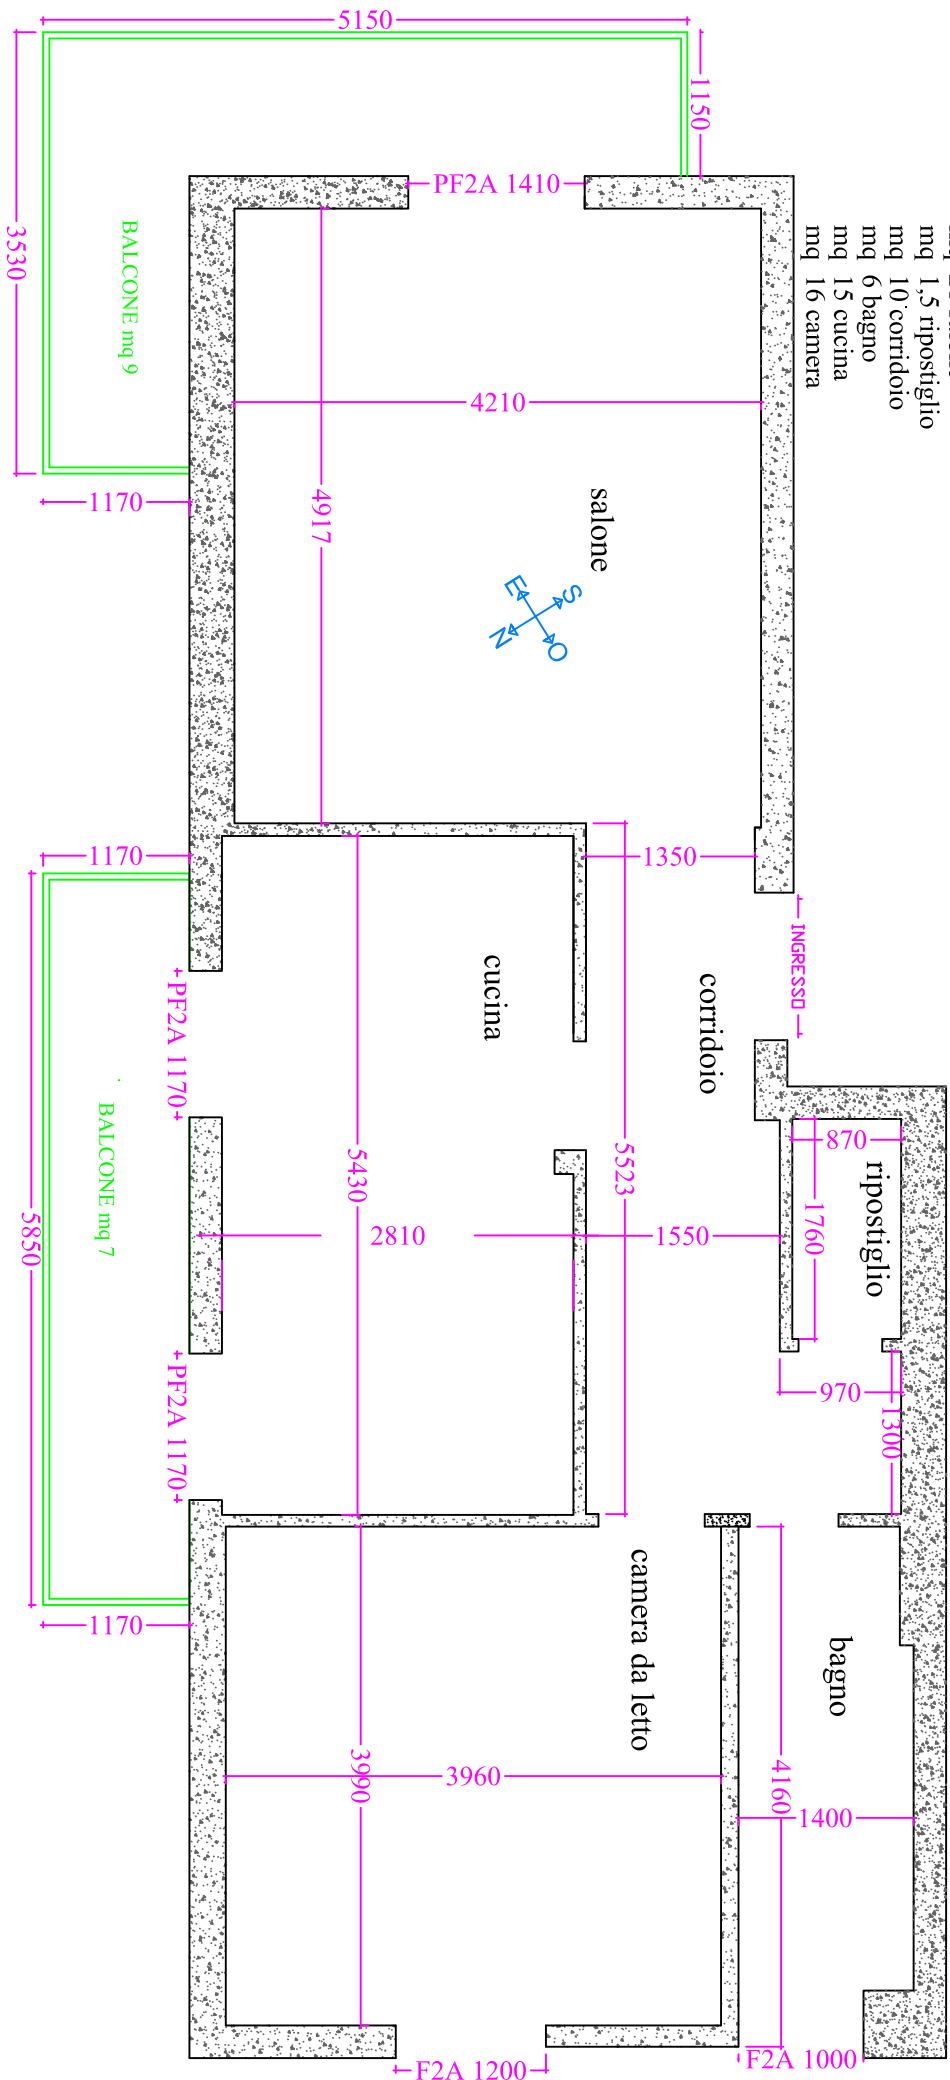 5150
1150
PF2A 1410
mq 1,5 ripostiglio
mq 10 corridoio
mq 6 bagno
mq 15 cucina
mq 16 camera
BALCONE mq 9
3530
4210
4917
salone
S
E
N
O
1170
1170
1350
INGRESSO
cucina
corridoio
PF2A 1170
870
ripostiglio
1760
BALCONE mq 7
5850
5430
5523
2810
1550
970
1300
PF2A 1170
1170
camera da letto
bagno
3990
3960
4160
1400
F2A 1200
F2A 1000